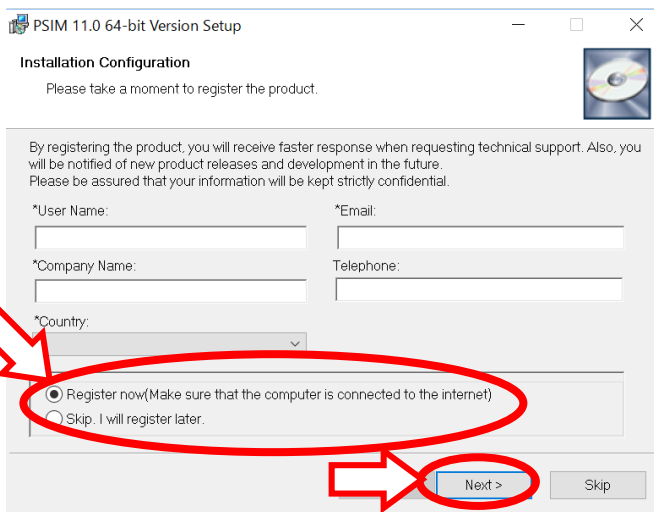 PSIM 11.0 64-bit Version Setup
Installation Configuration
Please take a moment to register the product.
By registering the product, you will receive faster response when requesting technical support. Also, you
will be notified of new product releases and development in the future.
Please be assured that your information will be kept strictly confidential.
*User Name:
*Email:
*Company Name:
Telephone:
*Country:
Register now(Make sure that the computer is connected to the internet)
Skip. I will register later.
Next >
Skip